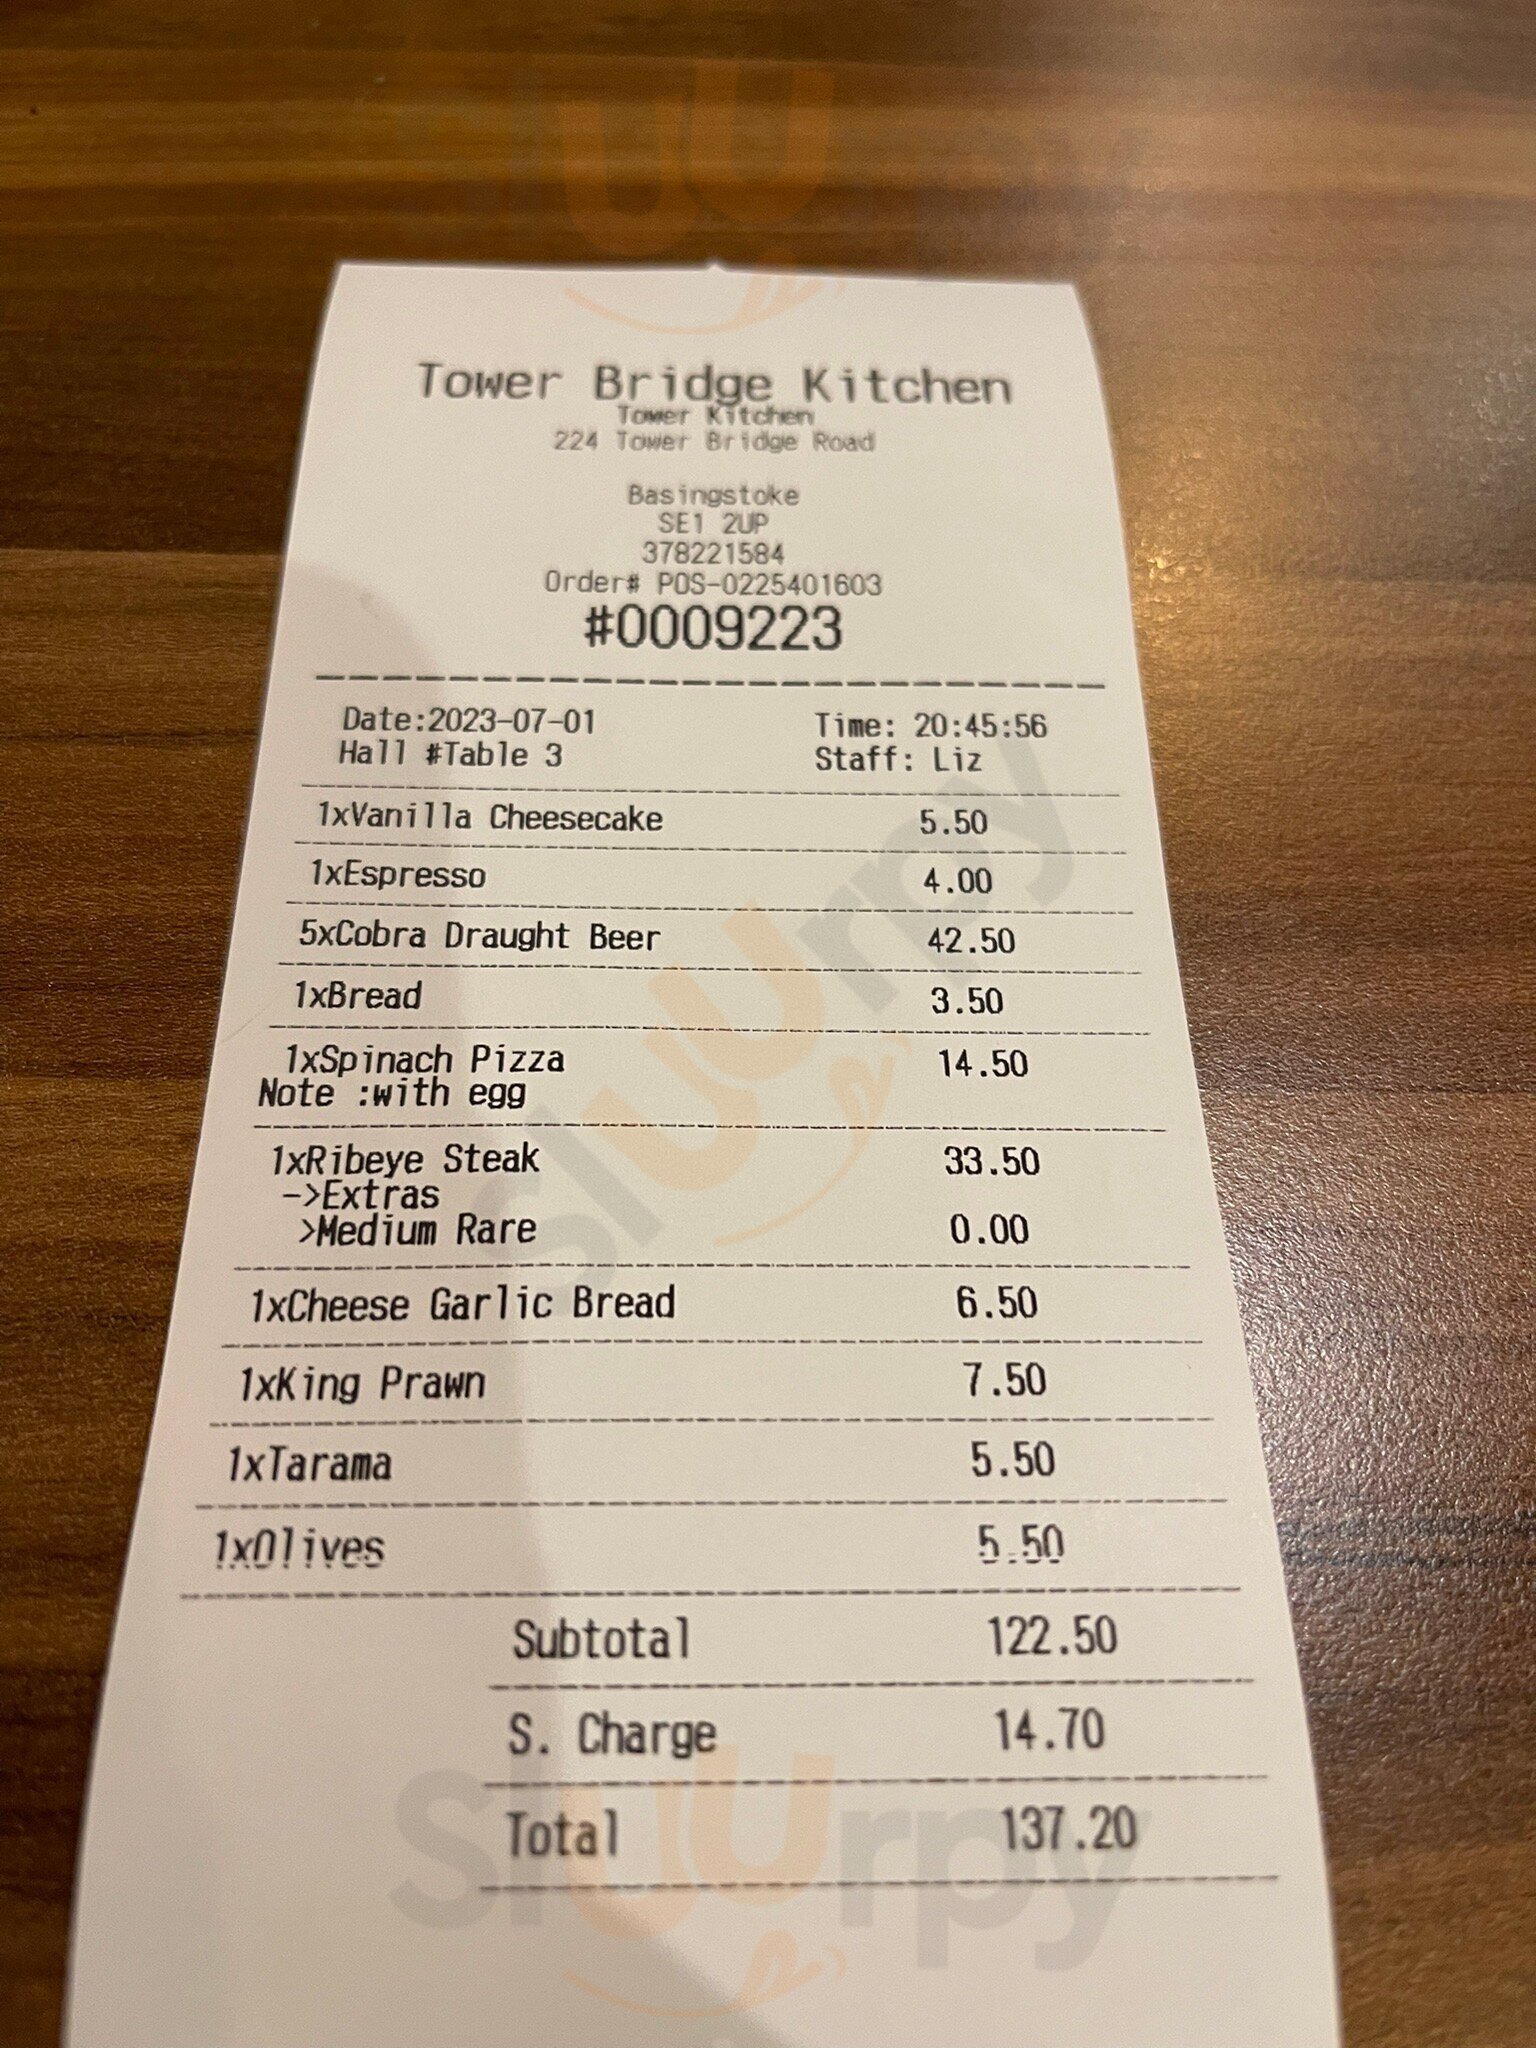 Tower Bridge Kitchen
Tower Kitchen
224 Tower Bridge Road
Basingstoke
SE1 2UP
378221584
Order# POS-0225401603
#0009223
Date:2023-07-01 Time: 20:45:56
Hall #Table 3 Staff: Liz
1xVanilla Cheesecake 5.50
1xEspresso 4.00
5xCobra Draught Beer 42.50
1xBread 3.50
1xSpinach Pizza 14.50
Note :with egg
1xRibeye Steak 33.50
->Extras
>Medium Rare 0.00
1xCheese Garlic Bread 6.50
1xKing Prawn 7.50
1xTarama 5.50
1xOlives 5.50
Subtotal 122.50
S. Charge 14.70
Total 137.20
sluurpy
sluurpy
sluurpy